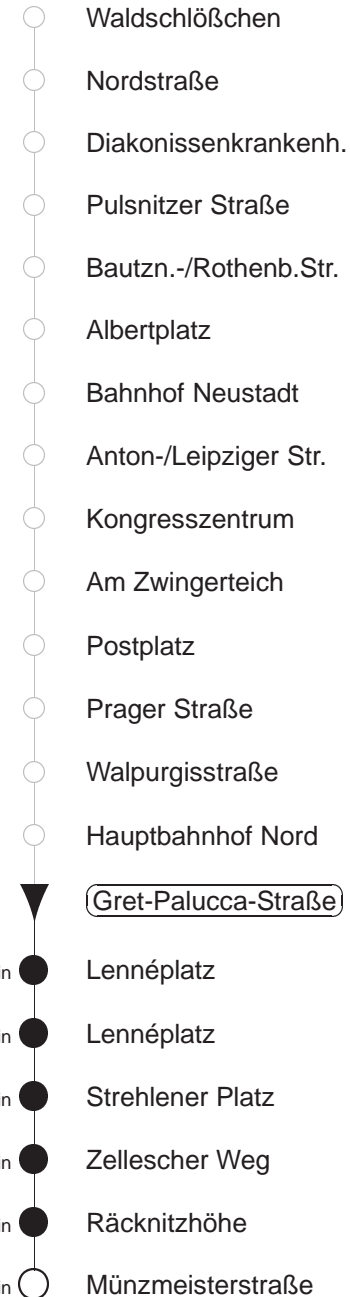 Waldschlößchen
Nordstraße
Diakonissenkrankenh.
Pulsnitzer Straße
Bautzn.-/Rothenb.Str.
Albertplatz
Bahnhof Neustadt
Anton-/Leipziger Str.
Kongresszentrum
Am Zwingerteich
Postplatz
Prager Straße
Walpurgisstraße
Hauptbahnhof Nord
Gret-Palucca-Straße
Lennéplatz
Lennéplatz
Strehlener Platz
Zellescher Weg
Räcknitzhöhe
Münzmeisterstraße